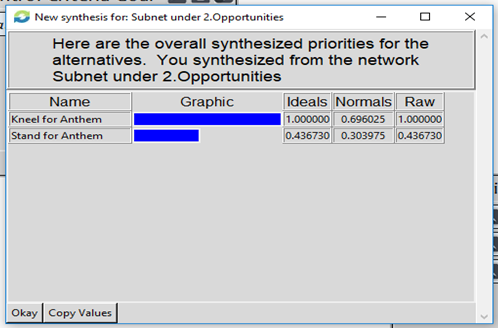 New synthesis for: Subnet under 2.Opportunities
Here are the overall synthesized priorities for the
alternatives. You synthesized from the network
Subnet under 2.Opportunities
Name Graphic Ideals Normals Raw
Kneel for Anthem 1.000000 0.696025 1.000000
Stand for Anthem 0.436730 0.303975 0.436730
Okay Copy Values